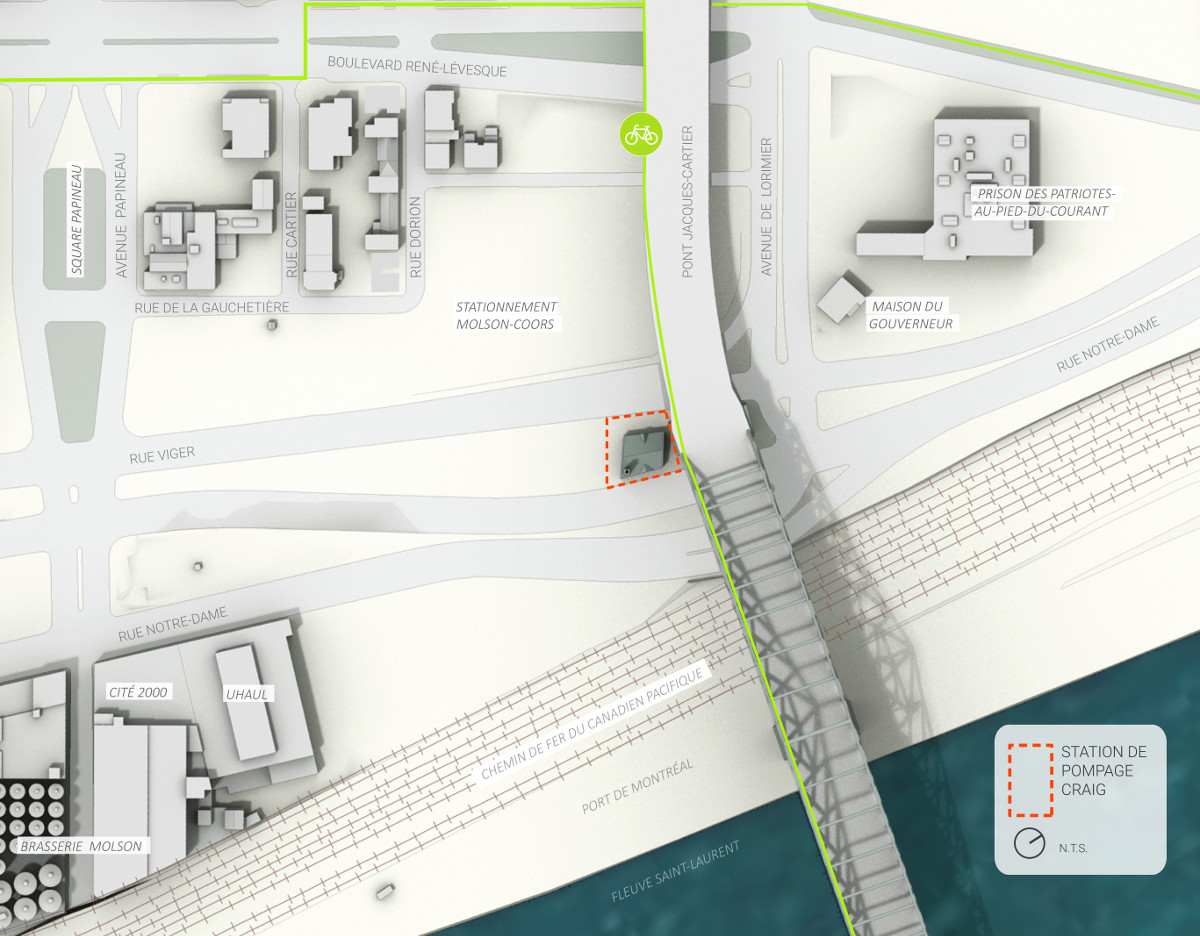 BOULEVARD RENÉ-LÉVESQUE
SQUARE PAPINEAU
AVENUE PAPINEAU
RUE CARTIER
RUE DORION
PONT JACQUES-CARTIER
AVENUE DE LORIMIER
PRISON DES PATRIOTES-
AU-PIED-DU-COURANT
RUE DE LA GAUCHETIÈRE
STATIONNEMENT
MOLSON-COORS
MAISON DU
GOUVERNEUR
RUE NOTRE-DAME
RUE VIGER
RUE NOTRE-DAME
CITÉ 2000
UHAUL
CHEMIN DE FER DU CANADIEN PACIFIQUE
PORT DE MONTRÉAL
BRASSERIE MOLSON
FLEUVE SAINT-LAURENT
STATION DE
POMPAGE
CRAIG
N.T.S.